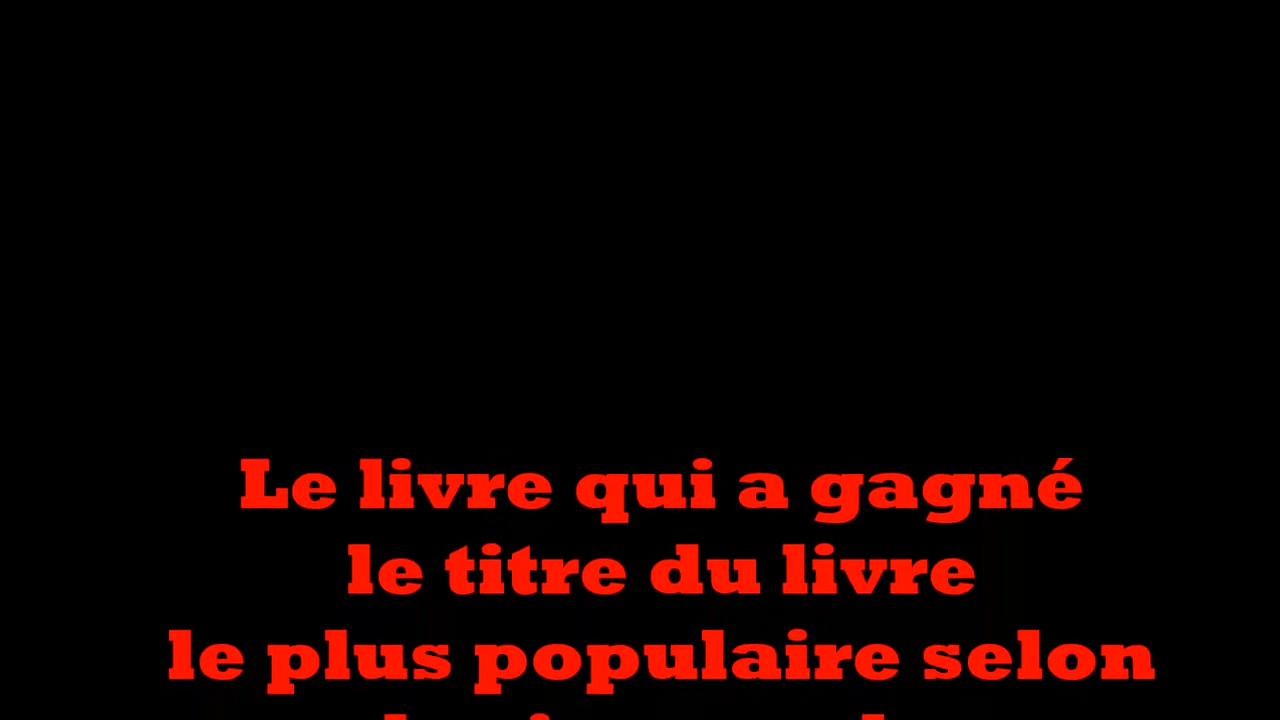 Le livre qui a gagné
le titre du livre
le plus populaire selon